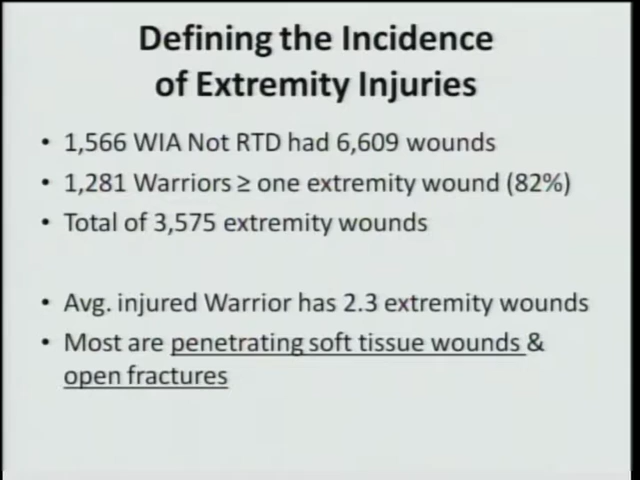 Defining the Incidence
of Extremity Injuries
• 1,566 WIA Not RTD had 6,609 wounds
• 1,281 Warriors ≥ one extremity wound (82%)
• Total of 3,575 extremity wounds
• Avg. injured Warrior has 2.3 extremity wounds
• Most are penetrating soft tissue wounds &
open fractures